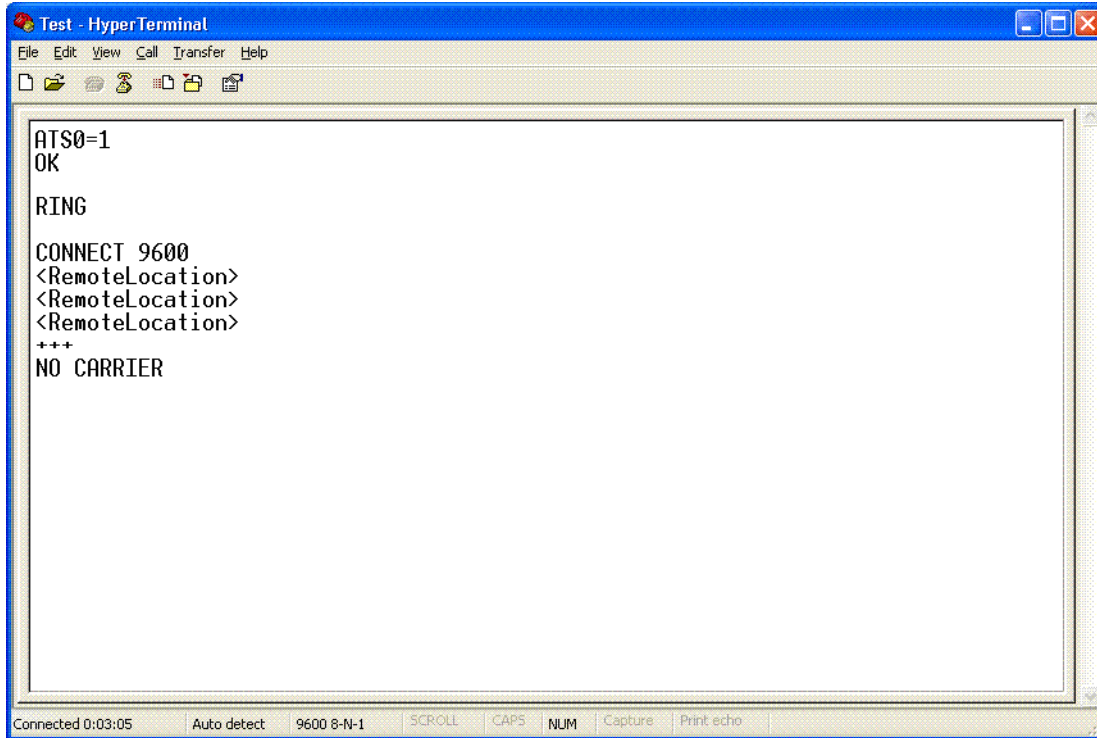 Test - HyperTerminal
File Edit View Call Transfer Help
ATS0=1
OK
RING
CONNECT 9600
<RemoteLocation>
<RemoteLocation>
<RemoteLocation>
+++
NO CARRIER
Connected 0:03:05 Auto detect 9600 8-N-1 SCROLL CAPS NUM Capture Print echo